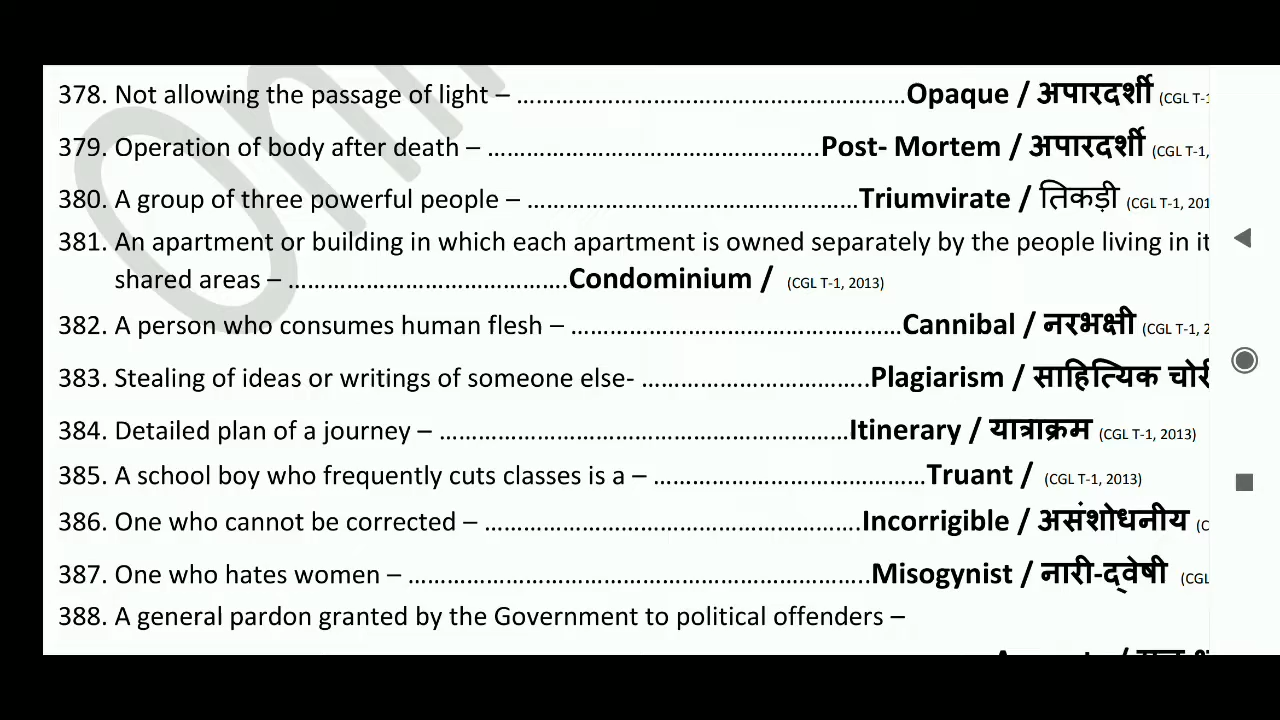 378. Not allowing the passage of light – ……………………………………………………Opaque / अपारदर्शी (CGL T-1
379. Operation of body after death – ……………………………………………Post- Mortem / अपारदर्शी (CGL T-1,
380. A group of three powerful people – ……………………………………………Triumvirate / तिकड़ी (CGL T-1, 201
381. An apartment or building in which each apartment is owned separately by the people living in it
shared areas – …………………………………….Condominium / (CGL T-1, 2013)
382. A person who consumes human flesh – ……………………………………………Cannibal / नरभक्षी (CGL T-1, 2
383. Stealing of ideas or writings of someone else- ……………………………..Plagiarism / साहित्यिक चोरी
384. Detailed plan of a journey – ………………………………………………………Itinerary / यात्राक्रम (CGL T-1, 2013)
385. A school boy who frequently cuts classes is a – ……………………………………Truant / (CGL T-1, 2013)
386. One who cannot be corrected – ………………………………………………….Incorrigible / असंशोधनीय (C
387. One who hates women – ………………………………………………………………Misogynist / नारी-द्वेषी (CGL
388. A general pardon granted by the Government to political offenders –